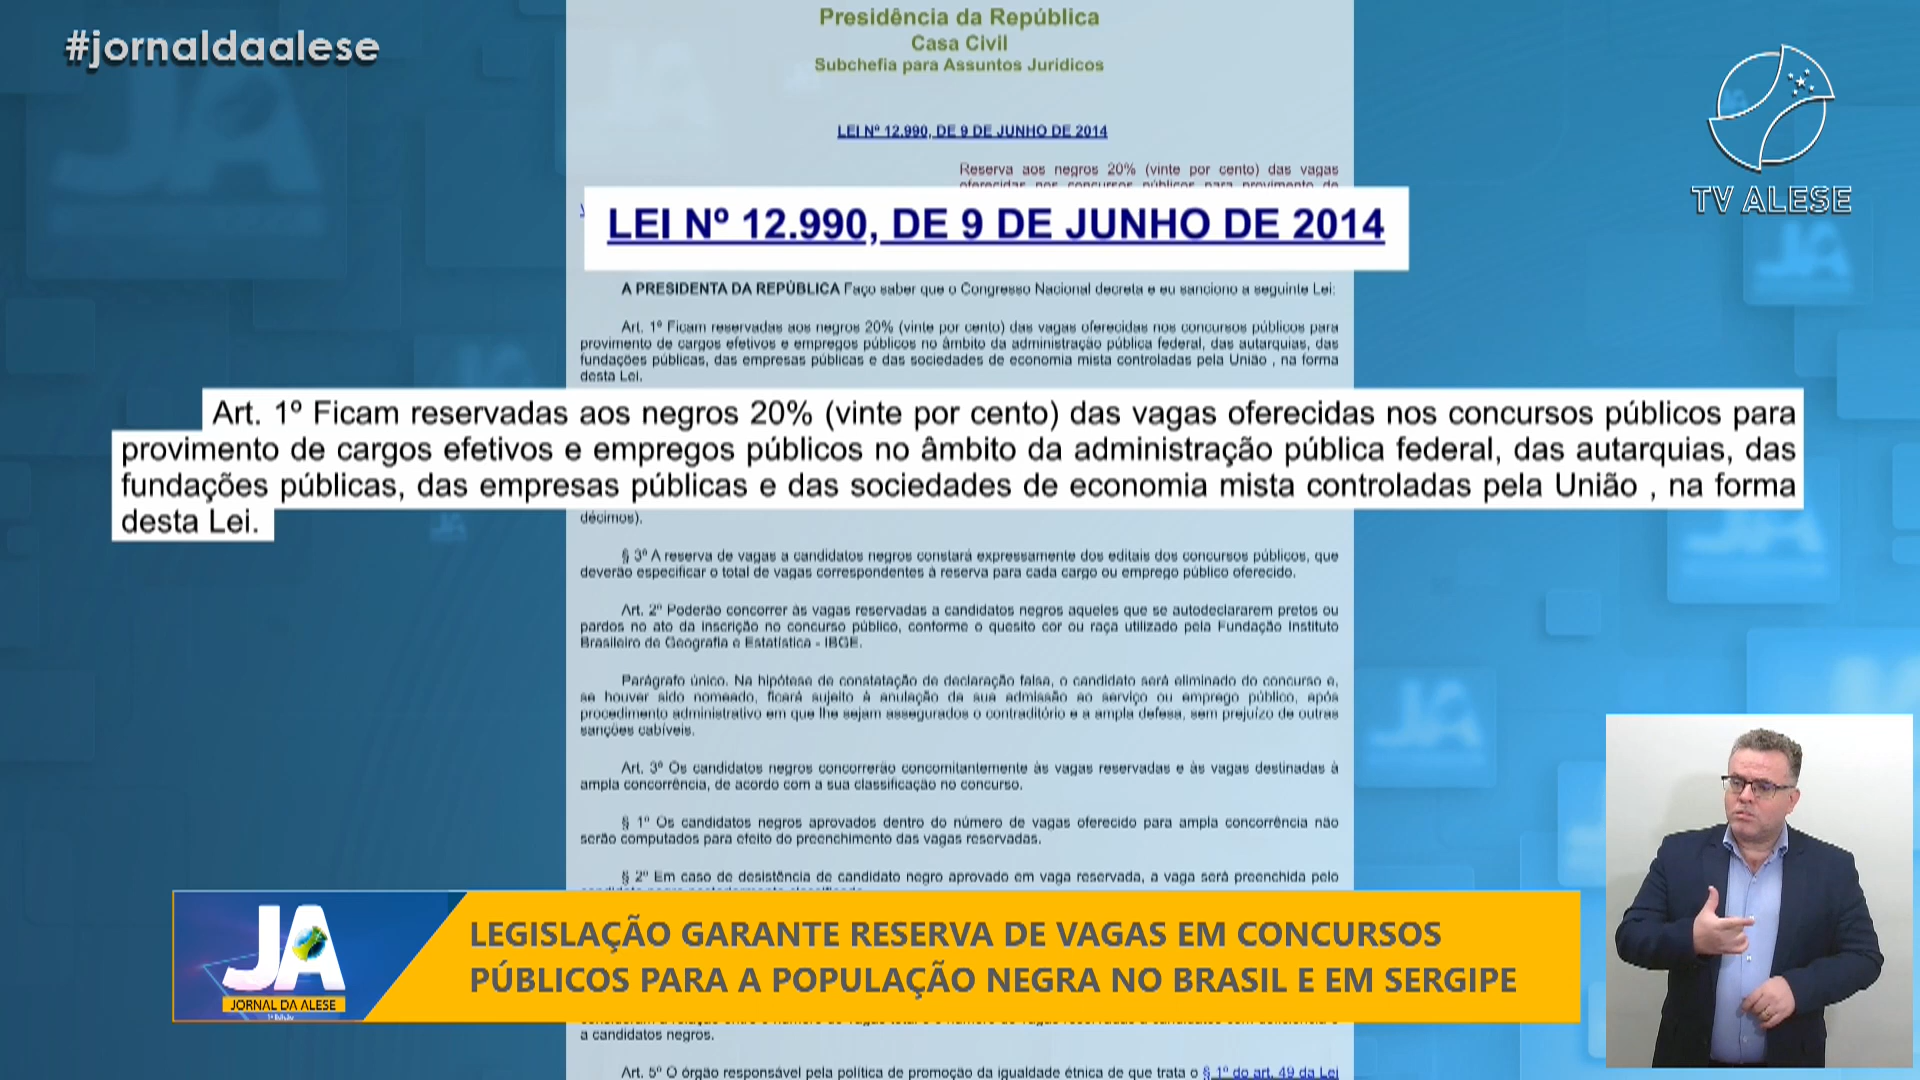 #jornaldaalese
Presidência da República
Casa Civil
Subchefia para Assuntos Jurídicos
TV ALESE
LEI Nº 12.990, DE 9 DE JUNHO DE 2014
Reserva aos negros 20% (vinte por cento) das vagas
oferecidas nos concursos públicos para provimento de
LEI Nº 12.990, DE 9 DE JUNHO DE 2014
A PRESIDENTA DA REPÚBLICA Faço saber que o Congresso Nacional decreta e eu sanciono a seguinte Lei:
Art. 1º Ficam reservadas aos negros 20% (vinte por cento) das vagas oferecidas nos concursos públicos para
provimento de cargos efetivos e empregos públicos no âmbito da administração pública federal, das autarquias, das
fundações públicas, das empresas públicas e das sociedades de economia mista controladas pela União , na forma
desta Lei.
Art. 1º Ficam reservadas aos negros 20% (vinte por cento) das vagas oferecidas nos concursos públicos para
provimento de cargos efetivos e empregos públicos no âmbito da administração pública federal, das autarquias, das
fundações públicas, das empresas públicas e das sociedades de economia mista controladas pela União , na forma
desta Lei.
décimos).
§ 3º A reserva de vagas a candidatos negros constará expressamente dos editais dos concursos públicos, que
deverão especificar o total de vagas correspondentes à reserva para cada cargo ou emprego público oferecido.
Art. 2º Poderão concorrer às vagas reservadas a candidatos negros aqueles que se autodeclararem pretos ou
pardos no ato da inscrição no concurso público, conforme o quesito cor ou raça utilizado pela Fundação Instituto
Brasileiro de Geografia e Estatística - IBGE.
Parágrafo único. Na hipótese de constatação de declaração falsa, o candidato será eliminado do concurso e,
se houver sido nomeado, ficará sujeito à anulação da sua admissão ao serviço ou emprego público, após
procedimento administrativo em que lhe sejam assegurados o contraditório e a ampla defesa, sem prejuízo de outras
sanções cabíveis.
Art. 3º Os candidatos negros concorrerão concomitantemente às vagas reservadas e às vagas destinadas à
ampla concorrência, de acordo com a sua classificação no concurso.
§ 1º Os candidatos negros aprovados dentro do número de vagas oferecido para ampla concorrência não
serão computados para efeito do preenchimento das vagas reservadas.
§ 2º Em caso de desistência de candidato negro aprovado em vaga reservada, a vaga será preenchida pelo
JA
JORNAL DA ALESE
1ª Edição
LEGISLAÇÃO GARANTE RESERVA DE VAGAS EM CONCURSOS
PÚBLICOS PARA A POPULAÇÃO NEGRA NO BRASIL E EM SERGIPE
a candidatos negros.
Art. 5º O órgão responsável pela política de promoção da igualdade étnica de que trata o § 1º do art. 49 da Lei